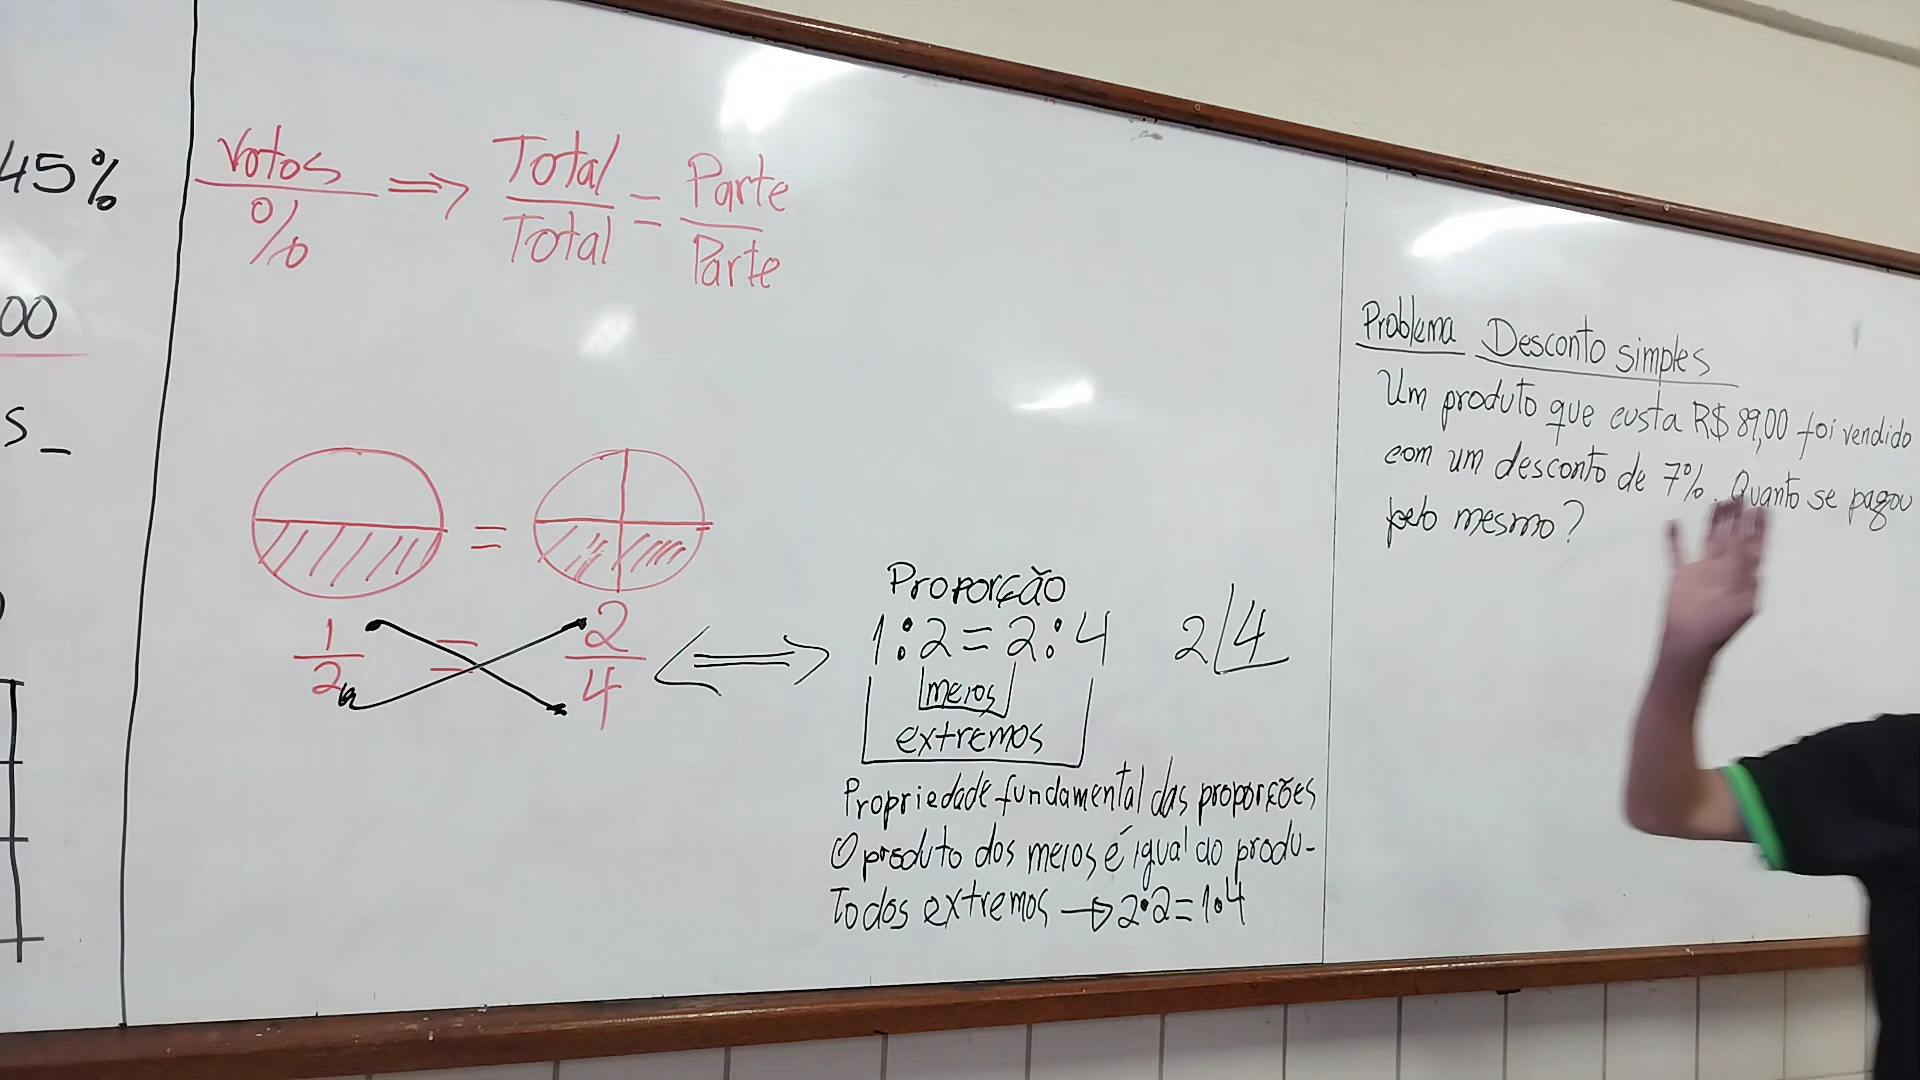 45%
00
S_
Votos
%
⇒
Total
Total
=
Parte
Parte
=
1
2
=
2
4
⟺
Proporção
1:2=2:4
meios
extremos
2|4
Propriedade fundamental das proporções
O produto dos meios é igual ao produ-
to dos extremos → 2•2=1•4
Problema Desconto simples
Um produto que custa R$ 89,00 foi vendido
com um desconto de 7%. Quanto se pagou
pelo mesmo?